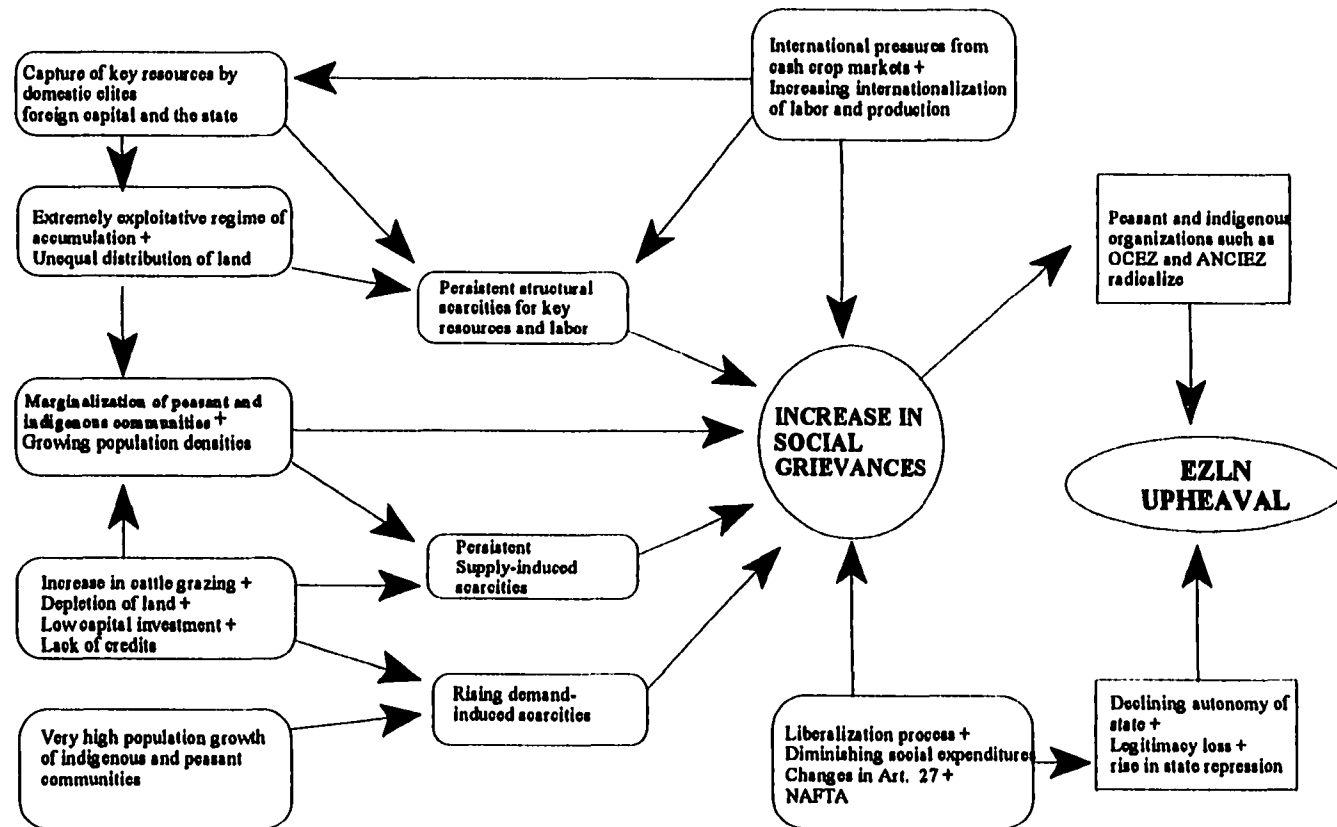 International pressures from
cash crop markets +
Increasing internationalization
of labor and production
Capture of key resources by
domestic elites
foreign capital and the state
Extremely exploitative regime of
accumulation +
Unequal distribution of land
Peasant and indigenous
organizations such as
OCEZ and ANCIEZ
radicalize
Persistent structural
scarcities for key
resources and labor
Marginalization of peasant and
indigenous communities +
Growing population densities
INCREASE IN
SOCIAL
GRIEVANCES
EZLN
UPHEAVAL
Persistent
Supply-induced
scarcities
Increase in cattle grazing +
Depletion of land +
Low capital investment +
Lack of credits
Rising demand-
induced scarcities
Very high population growth
of indigenous and peasant
communities
Liberalization process +
Diminishing social expenditures
Changes in Art. 27 +
NAFTA
Declining autonomy of
state +
Legitimacy loss +
rise in state repression